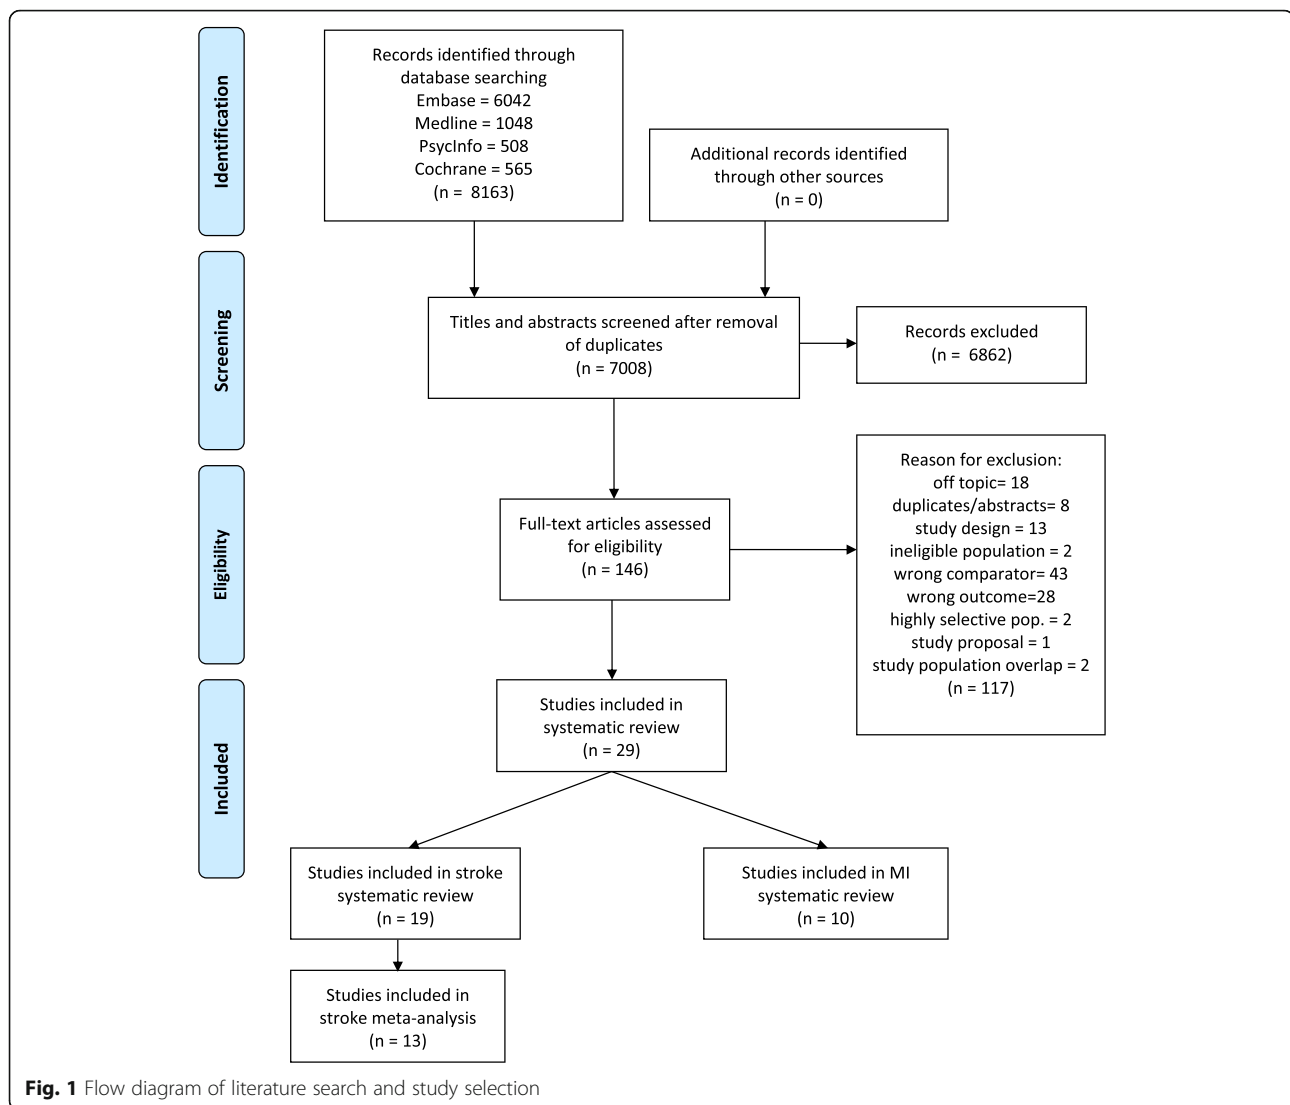 Identification
Records identified through
database searching
Embase = 6042
Medline = 1048
PsycInfo = 508
Cochrane = 565
(n = 8163)
Additional records identified
through other sources
(n = 0)
Screening
Titles and abstracts screened after removal
of duplicates
(n = 7008)
Records excluded
(n = 6862)
Eligibility
Full-text articles assessed
for eligibility
(n = 146)
Reason for exclusion:
off topic= 18
duplicates/abstracts= 8
study design = 13
ineligible population = 2
wrong comparator= 43
wrong outcome=28
highly selective pop. = 2
study proposal = 1
study population overlap = 2
(n = 117)
Included
Studies included in
systematic review
(n = 29)
Studies included in stroke
systematic review
(n = 19)
Studies included in MI
systematic review
(n = 10)
Studies included in
stroke meta-analysis
(n = 13)
Fig. 1 Flow diagram of literature search and study selection